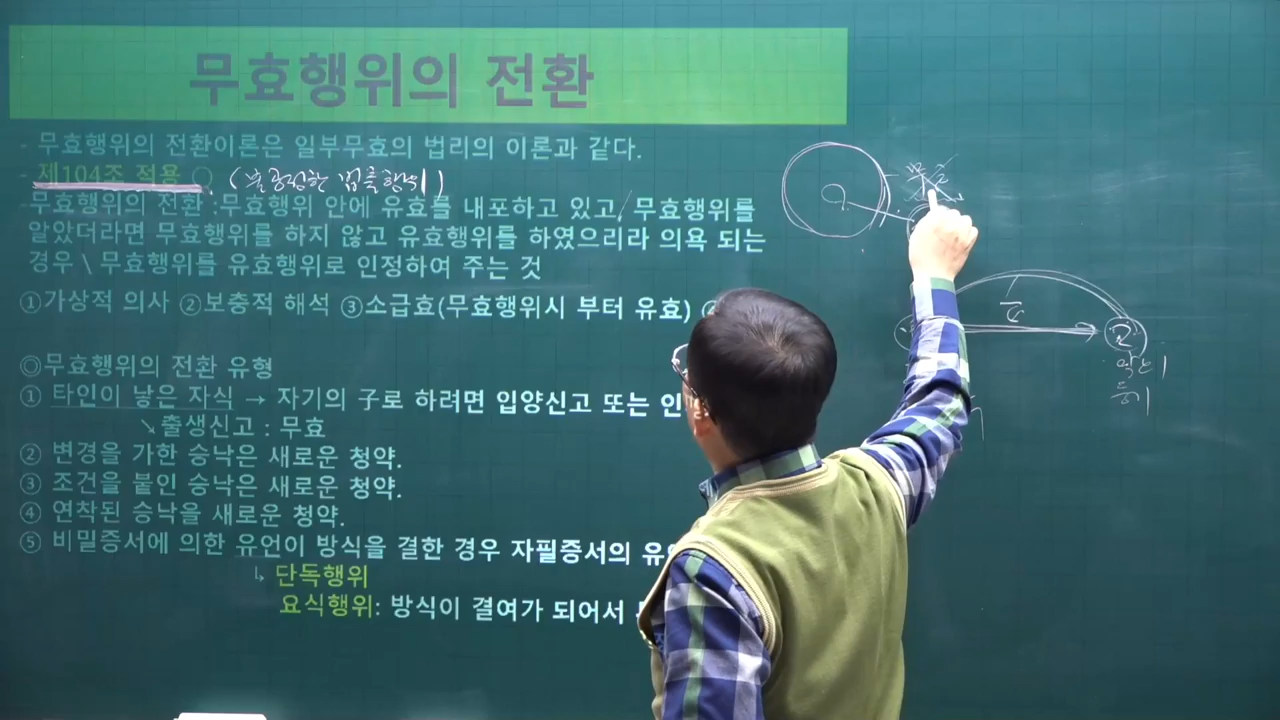 무효행위의 전환
- 무효행위의 전환이론은 일부무효의 법리의 이론과 같다.
- 제104조 적용 ○ (불공정한 법률행위)
- 무효행위의 전환 :무효행위 안에 유효를 내포하고 있고/ 무효행위를
알았더라면 무효행위를 하지 않고 유효행위를 하였으리라 의욕 되는
경우 \ 무효행위를 유효행위로 인정하여 주는 것
①가상적 의사 ②보충적 해석 ③소급효(무효행위시 부터 유효)
◎무효행위의 전환 유형
① 타인이 낳은 자식 → 자기의 子로 하려면 입양신고 또는 인
↘출생신고 : 무효
② 변경을 가한 승낙은 새로운 청약.
③ 조건을 붙인 승낙은 새로운 청약.
④ 연착된 승낙을 새로운 청약.
⑤ 비밀증서에 의한 유언이 방식을 결한 경우 자필증서의 유
↳ 단독행위
요식행위: 방식이 결여가 되어서